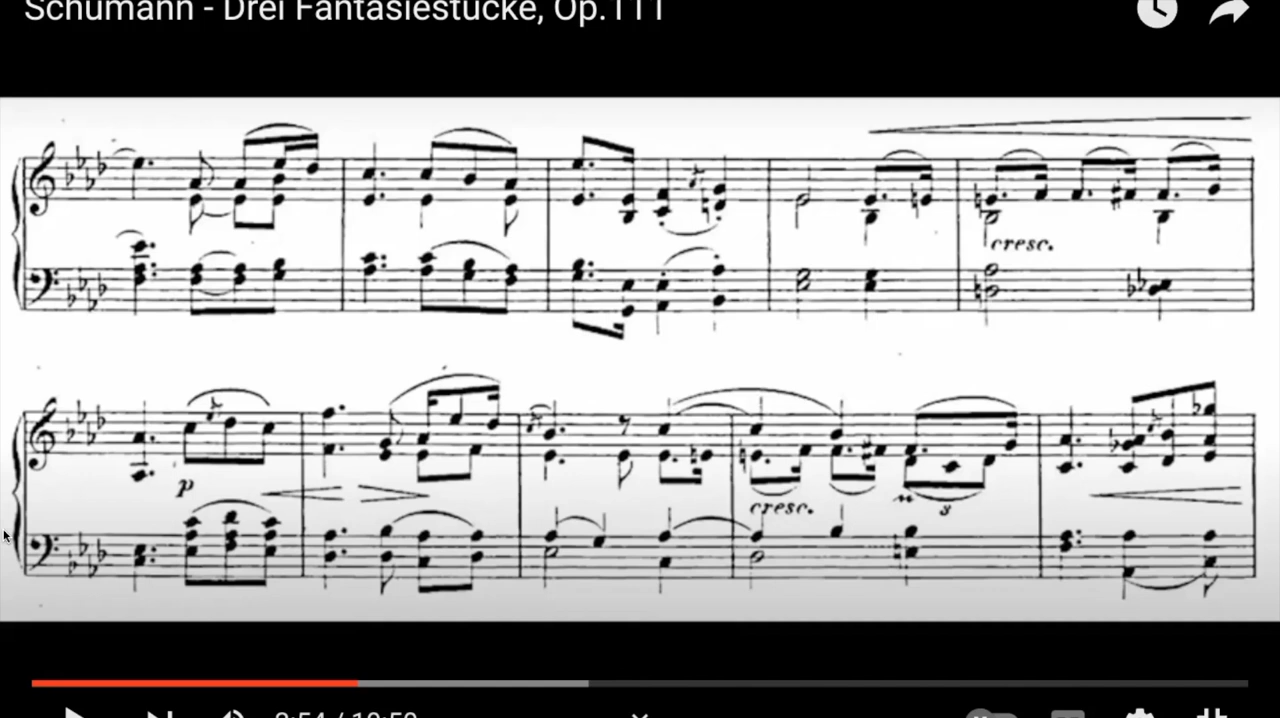 Schumann - Drei Fantasiestücke, Op.111
cresc.
p
cresc.
s